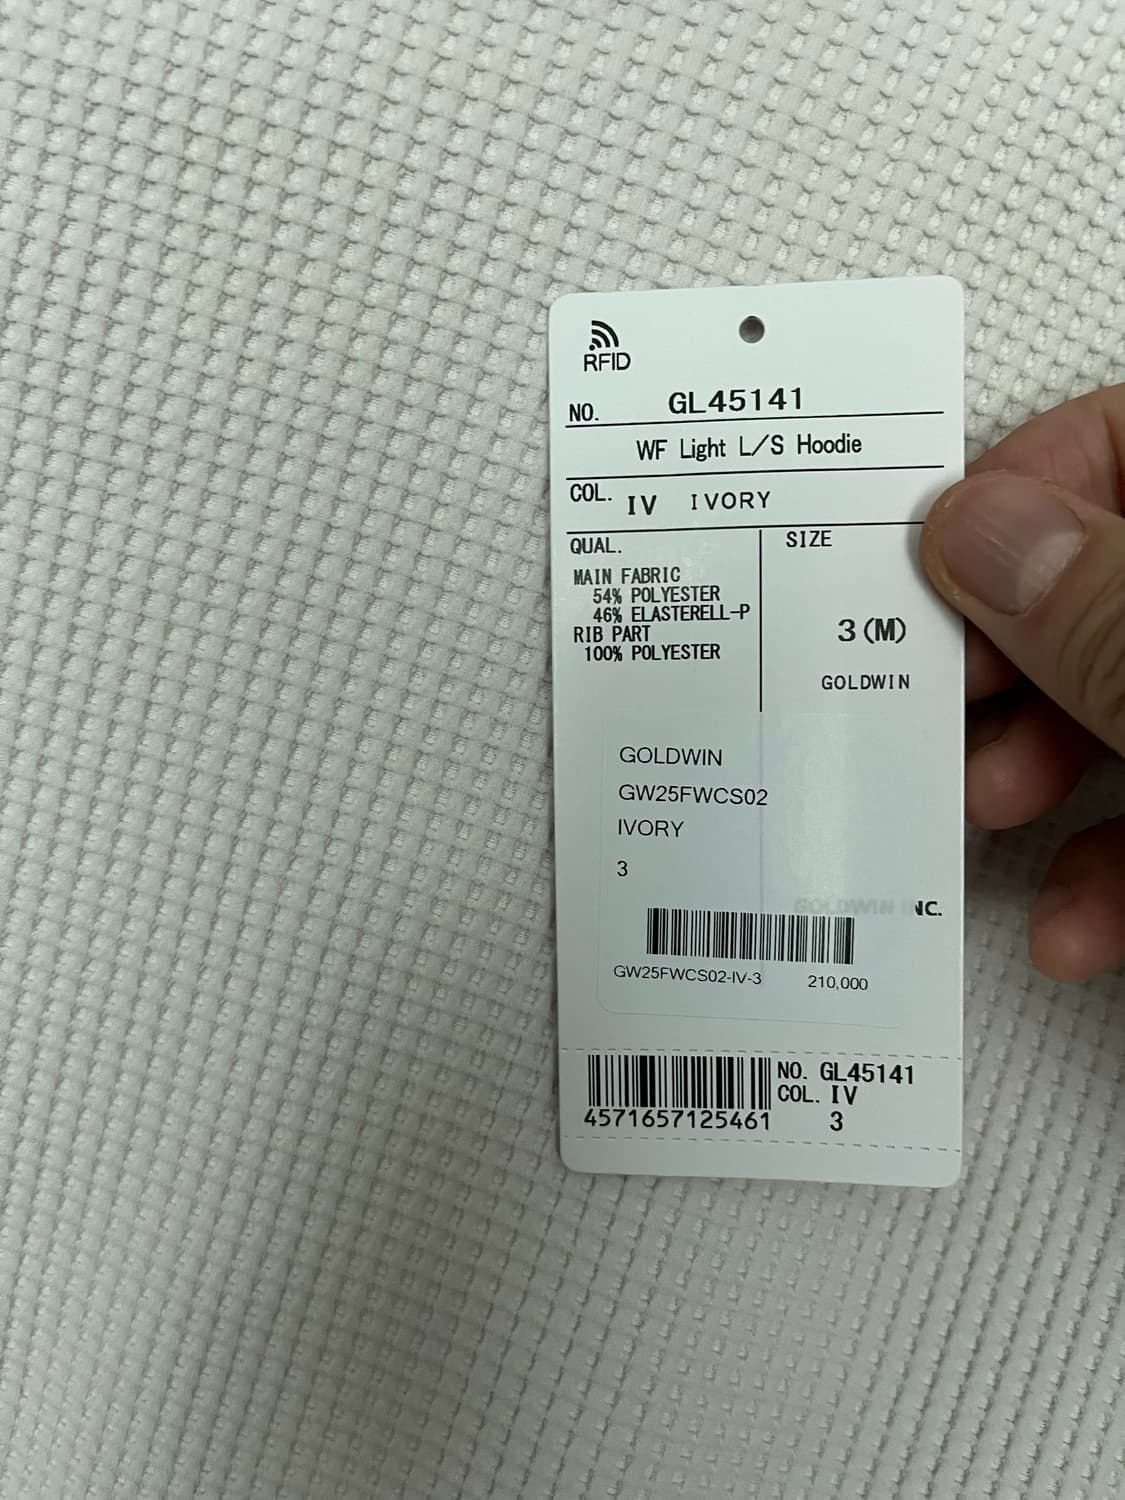 RFID
NO. GL45141
WF Light L/S Hoodie
COL. IV IVORY
QUAL.
MAIN FABRIC
54% POLYESTER
46% ELASTERELL-P
RIB PART
100% POLYESTER
SIZE
3(M)
GOLDWIN
GOLDWIN
GW25FWCS02
IVORY
3
GOLDWIN INC.
GW25FWCS02-IV-3 210,000
4571657125461
NO. GL45141
COL. IV
3